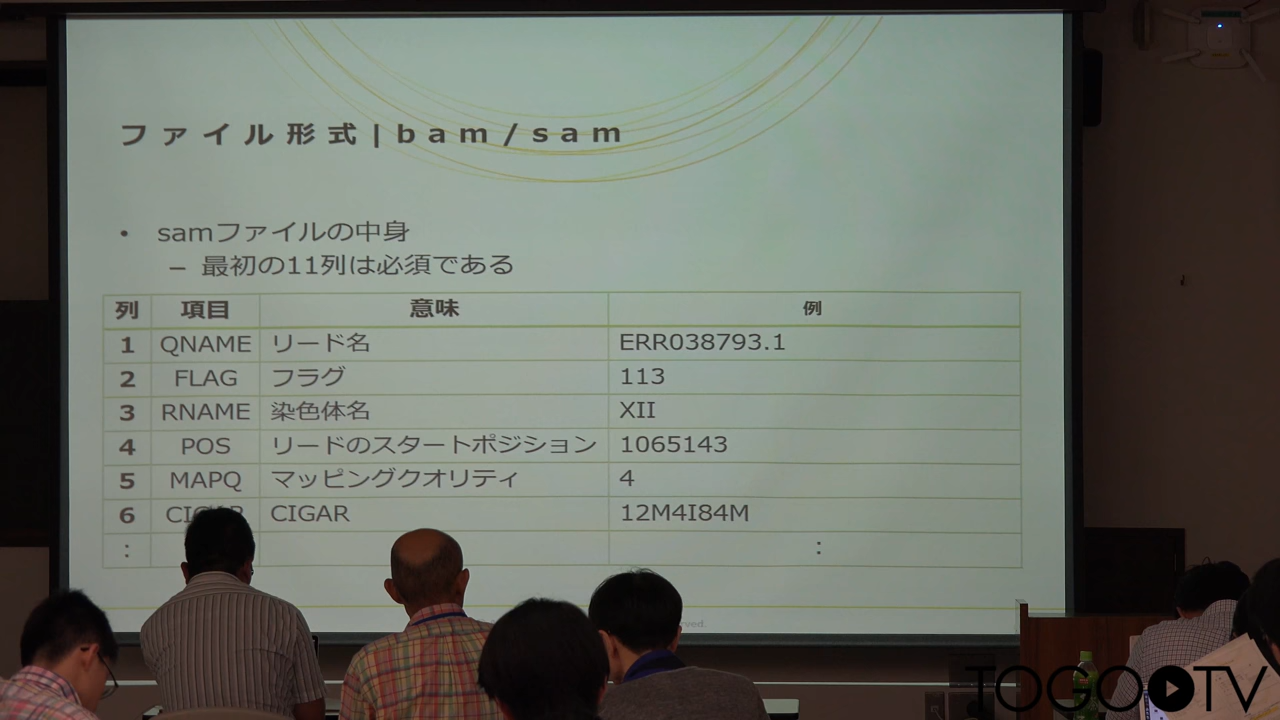 ファイル形式|bam/sam
• samファイルの中身
– 最初の11列は必須である
列 項目 意味 例
1 QNAME リード名 ERR038793.1
2 FLAG フラグ 113
3 RNAME 染色体名 XII
4 POS リードのスタートポジション 1065143
5 MAPQ マッピングクオリティ 4
6 CIGAR CIGAR 12M4I84M
: :
TOGOTV